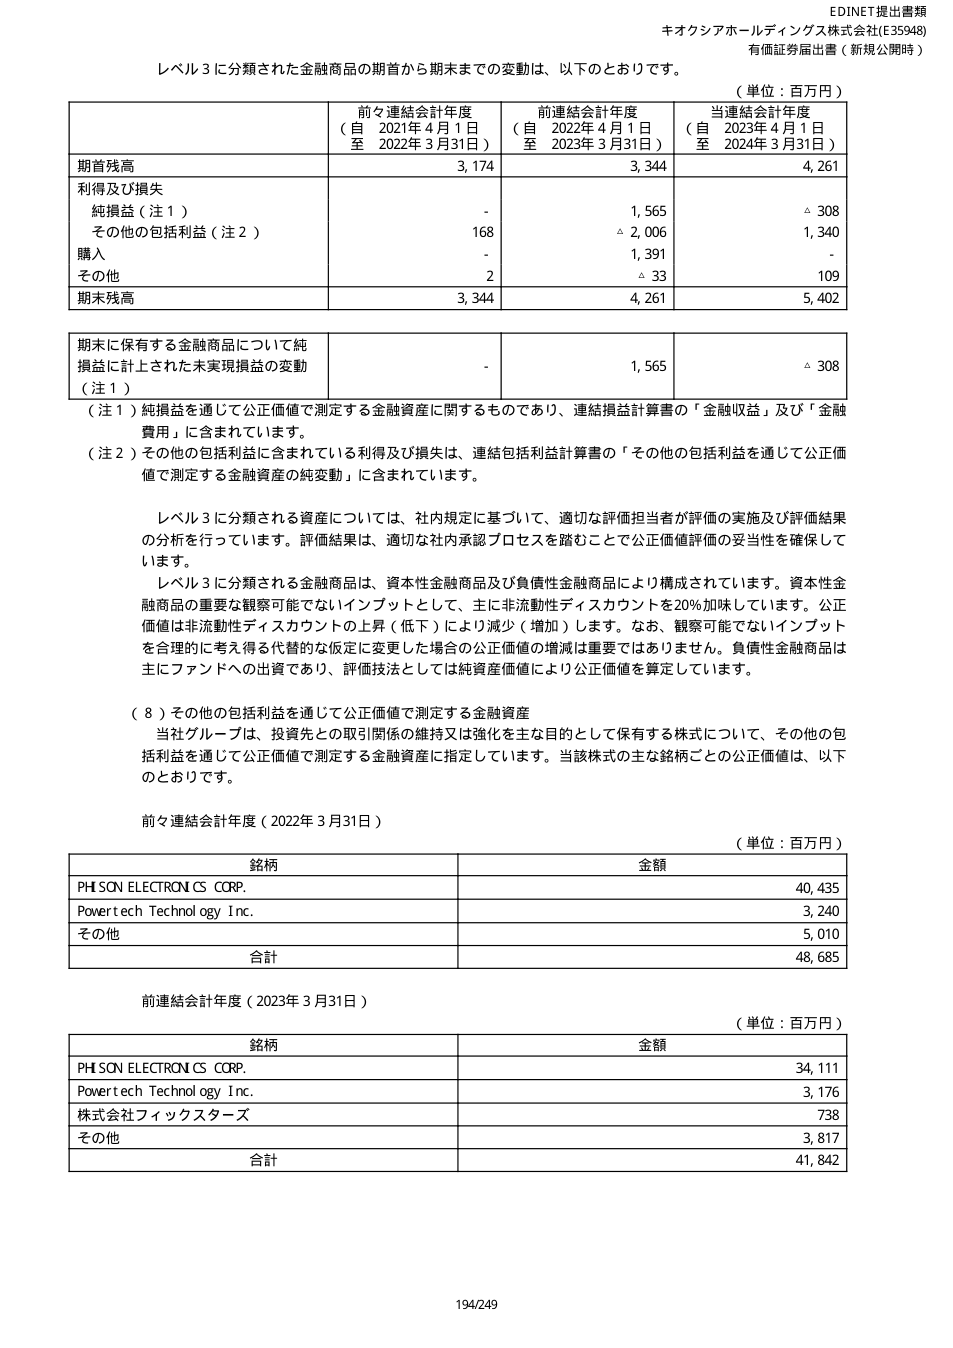 EDINET提出書類
キオクシアホールディングス株式会社(E35948)
有価証券届出書（新規公開時）
レベル３に分類された金融商品の期首から期末までの変動は、以下のとおりです。
（単位：百万円）
前々連結会計年度 前連結会計年度 当連結会計年度
（自 2021年４月１日 （自 2022年４月１日 （自 2023年４月１日
至 2022年３月31日） 至 2023年３月31日） 至 2024年３月31日）
期首残高 3,174 3,344 4,261
利得及び損失
純損益（注１） - 1,565 △308
その他の包括利益（注２） 168 △2,006 1,340
購入 - 1,391 -
その他 2 △33 109
期末残高 3,344 4,261 5,402
期末に保有する金融商品について純
損益に計上された未実現損益の変動 - 1,565 △308
（注１）
（注１）純損益を通じて公正価値で測定する金融資産に関するものであり、連結損益計算書の「金融収益」及び「金融
費用」に含まれています。
（注２）その他の包括利益に含まれている利得及び損失は、連結包括利益計算書の「その他の包括利益を通じて公正価
値で測定する金融資産の純変動」に含まれています。
レベル３に分類される資産については、社内規定に基づいて、適切な評価担当者が評価の実施及び評価結果
の分析を行っています。評価結果は、適切な社内承認プロセスを踏むことで公正価値評価の妥当性を確保して
います。
レベル３に分類される金融商品は、資本性金融商品及び負債性金融商品により構成されています。資本性金
融商品の重要な観察可能でないインプットとして、主に非流動性ディスカウントを20％加味しています。公正
価値は非流動性ディスカウントの上昇（低下）により減少（増加）します。なお、観察可能でないインプット
を合理的に考え得る代替的な仮定に変更した場合の公正価値の増減は重要ではありません。負債性金融商品は
主にファンドへの出資であり、評価技法としては純資産価値により公正価値を算定しています。
（８）その他の包括利益を通じて公正価値で測定する金融資産
当社グループは、投資先との取引関係の維持又は強化を主な目的として保有する株式について、その他の包
括利益を通じて公正価値で測定する金融資産に指定しています。当該株式の主な銘柄ごとの公正価値は、以下
のとおりです。
前々連結会計年度（2022年３月31日）
（単位：百万円）
銘柄 金額
PHISON ELECTRONICS CORP. 40,435
Powertech Technology Inc. 3,240
その他 5,010
合計 48,685
前連結会計年度（2023年３月31日）
（単位：百万円）
銘柄 金額
PHISON ELECTRONICS CORP. 34,111
Powertech Technology Inc. 3,176
株式会社フィックスターズ 738
その他 3,817
合計 41,842
194/249